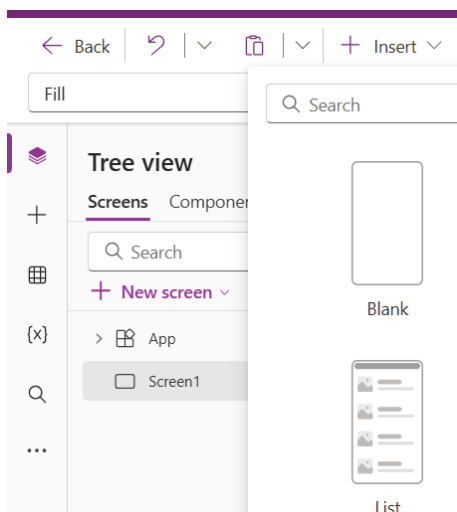 Back
Insert
Fill
Search
Tree view
Screens
Search
New screen
{x}
App
Screen1
Blank
List